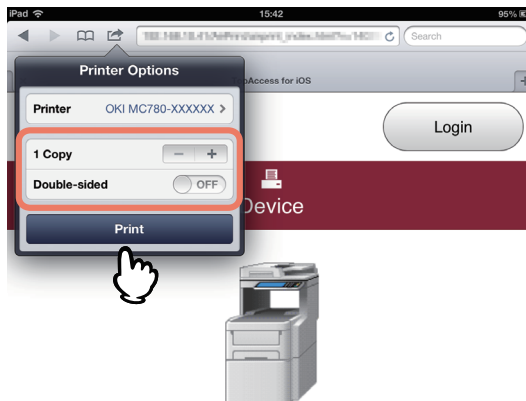 iPad 15:42 95%
Search
Printer Options
Access for iOS
Printer OKI MC780-XXXXXX
Login
1 Copy
Double-sided OFF
Device
Print